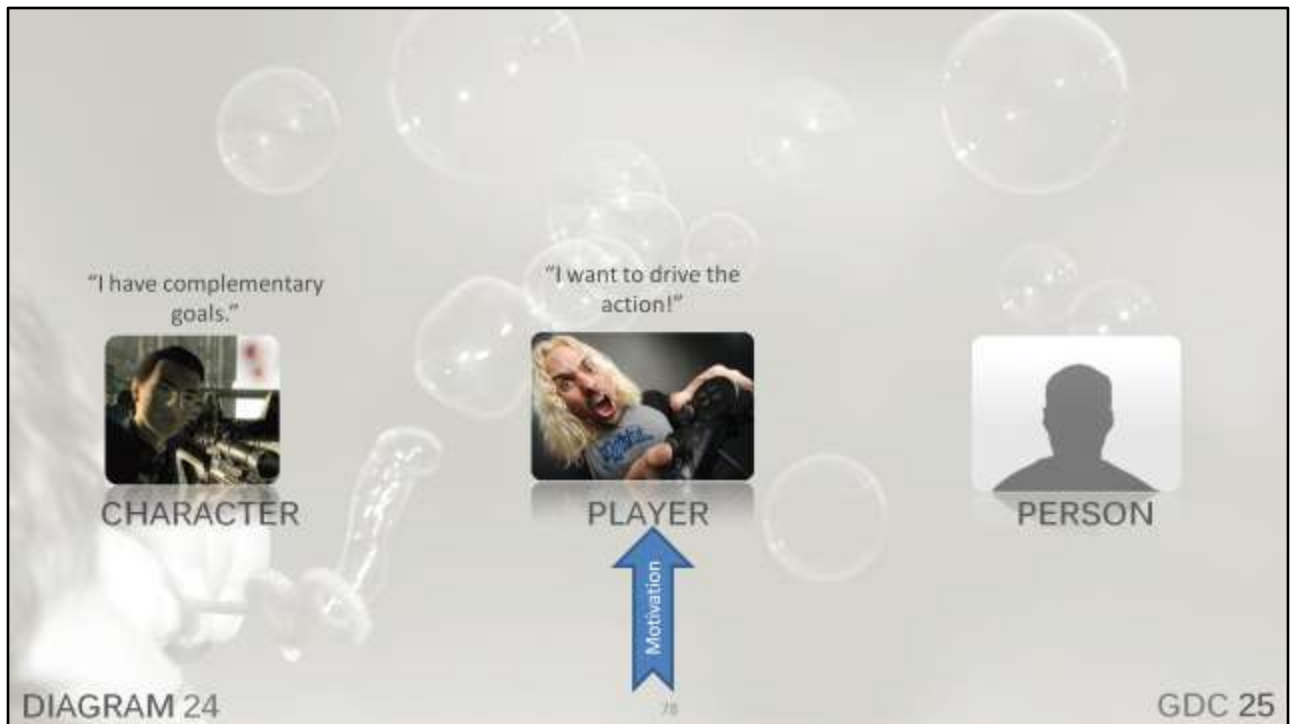 “I have complementary
goals.”
“I want to drive the
action!”
CHARACTER
PLAYER
PERSON
Motivation
DIAGRAM 24
78
GDC 25